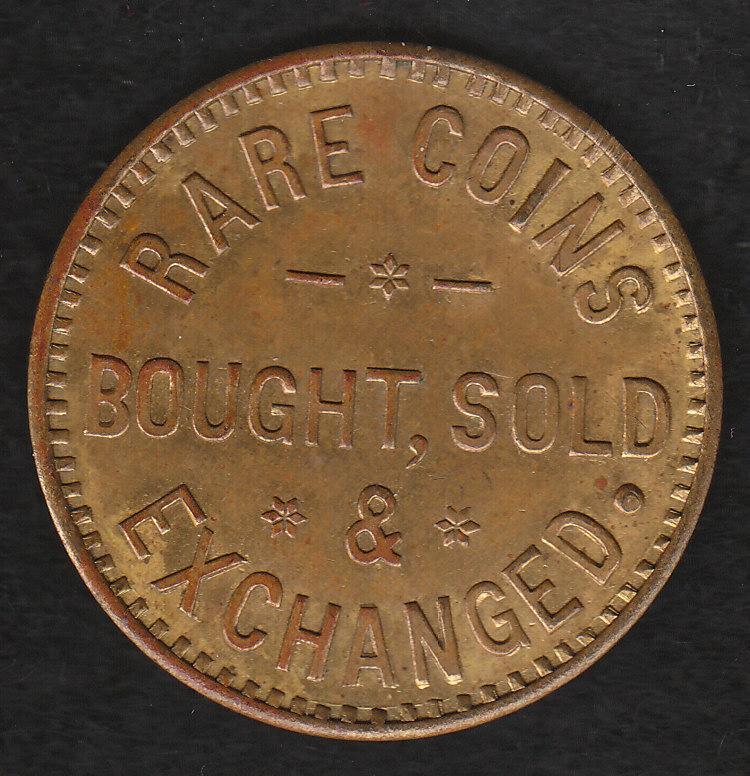 RARE COINS
BOUGHT, SOLD
&
EXCHANGED.